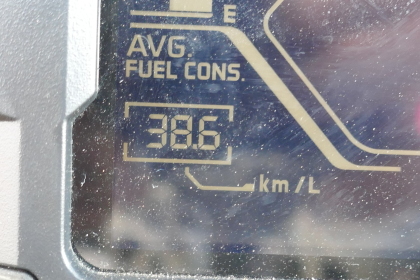 E
AVG.
FUEL CONS.
38.6
km/L